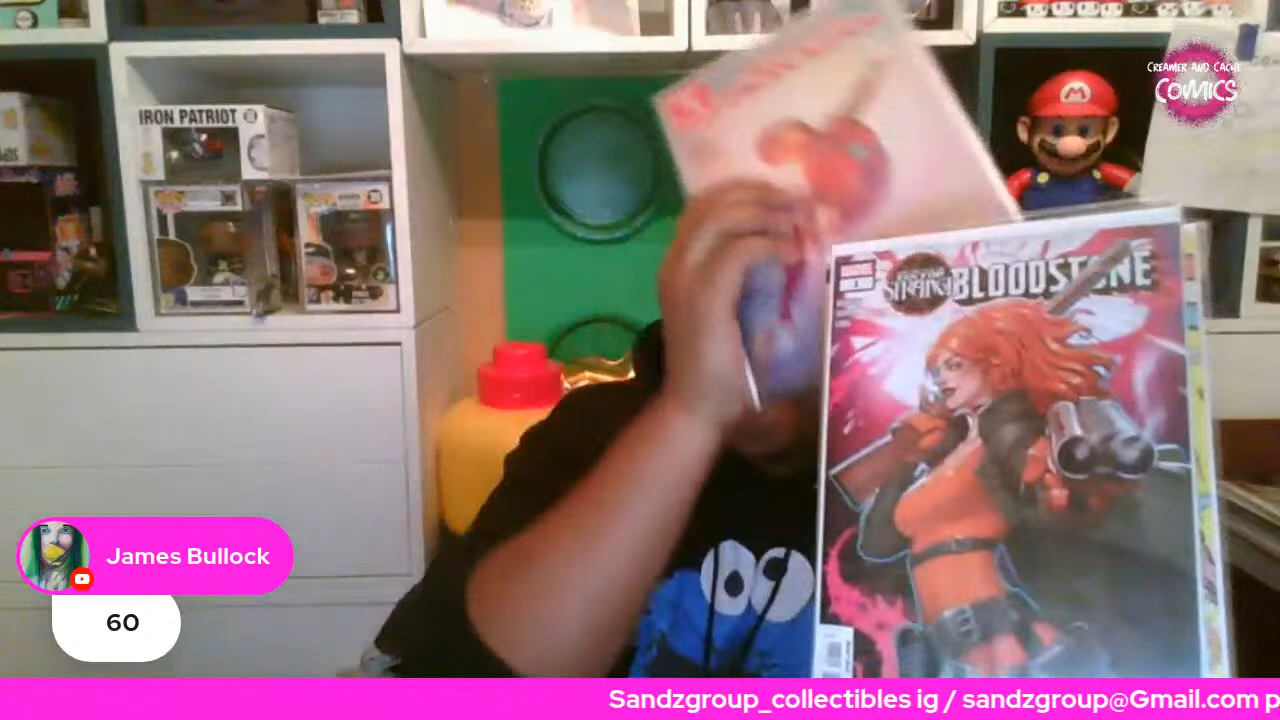 IRON PATRIOT
CREAMER AND CACHE
COMICS
MARVEL
STRANGE
BLOODSTONE
James Bullock
60
Sandzgroup_collectibles ig / sandzgroup@Gmail.com p